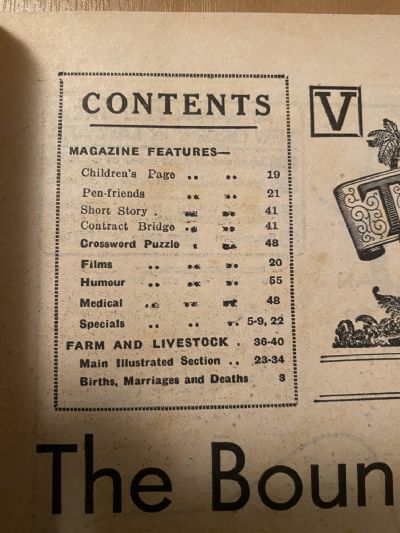 CONTENTS
MAGAZINE FEATURES—
Children's Page .. .. 19
Pen-friends .. .. 21
Short Story . .. .. 41
Contract Bridge . .. 41
Crossword Puzzle . .. 48
Films .. .. .. 20
Humour .. .. .. 55
Medical .. .. .. 48
Specials .. .. .. 5-9, 22
FARM AND LIVESTOCK . 36-40
Main Illustrated Section .. 23-34
Births, Marriages and Deaths 3
V
T
The Boun